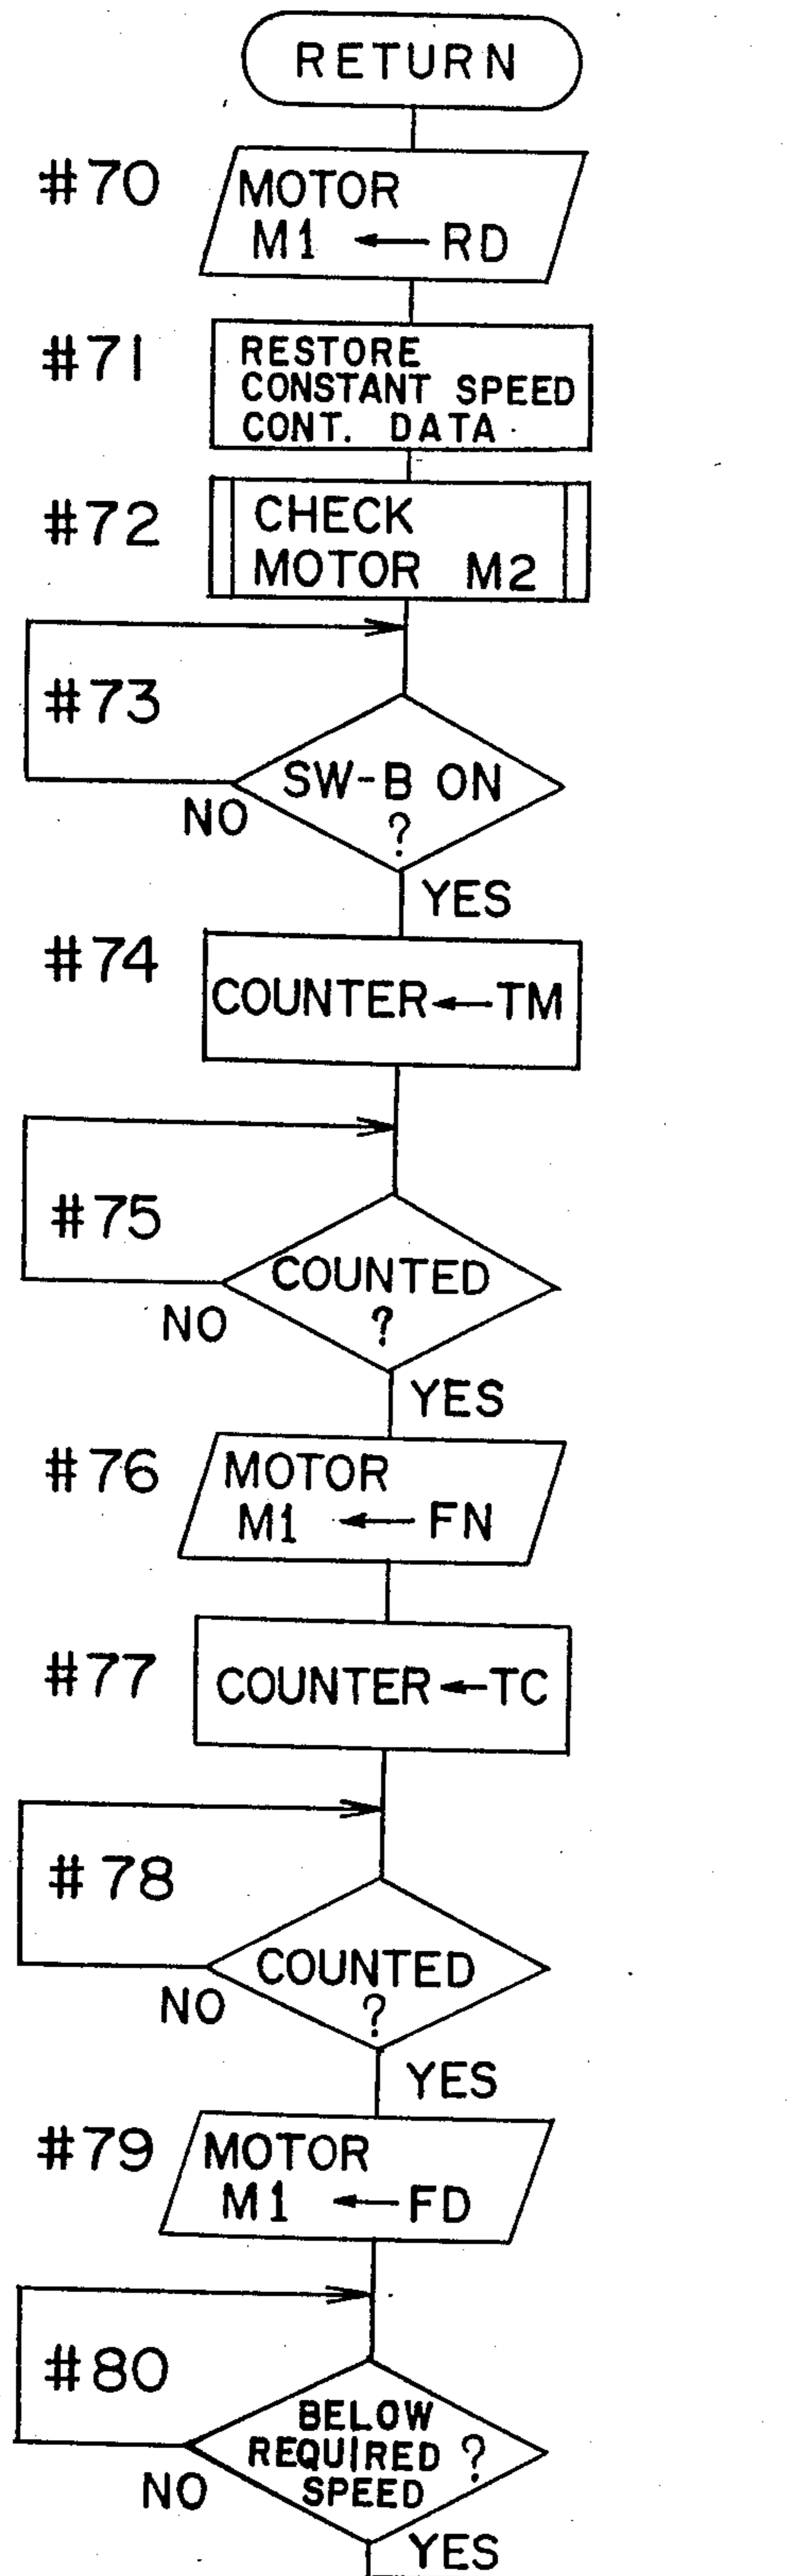 RETURN
#70
MOTOR
M1 ← RD
#71
RESTORE
CONSTANT SPEED
CONT. DATA
#72
CHECK
MOTOR M2
#73
SW-B ON
?
NO
YES
#74
COUNTER←TM
#75
COUNTED
?
NO
YES
#76
MOTOR
M1 ← FN
#77
COUNTER←TC
#78
COUNTED
?
NO
YES
#79
MOTOR
M1 ← FD
#80
BELOW
REQUIRED ?
SPEED
NO
YES